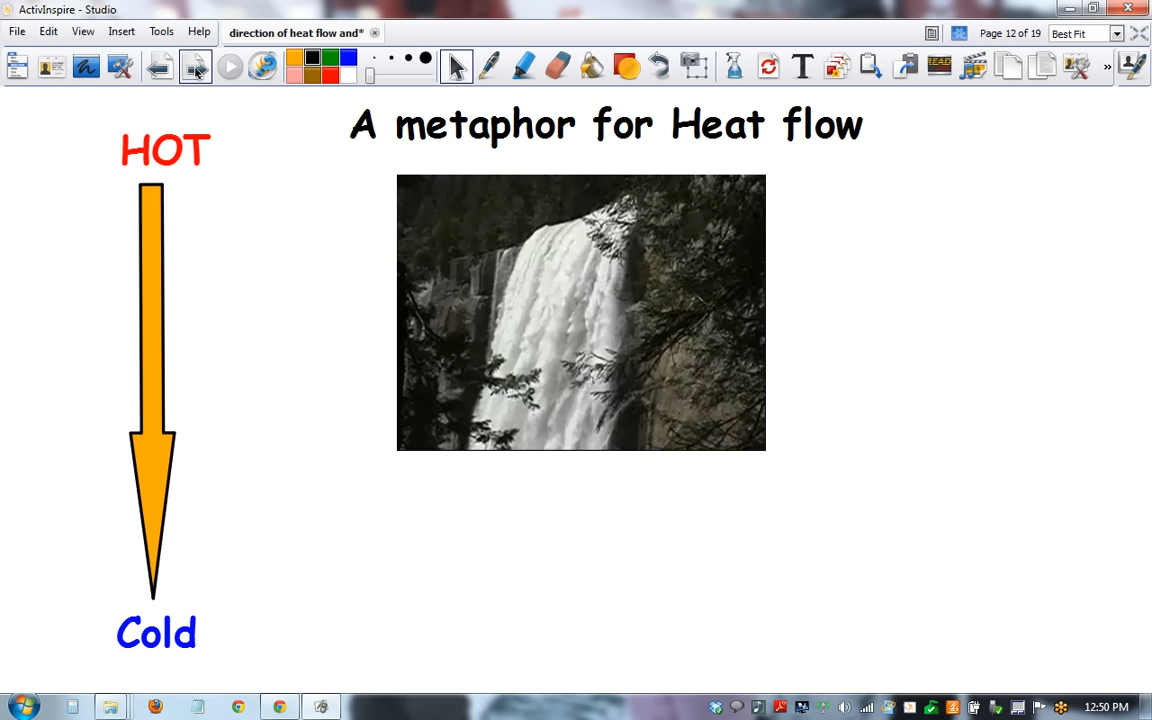 ActivInspire - Studio
File Edit View Insert Tools Help direction of heat flow and* Page 12 of 19 Best Fit
A metaphor for Heat flow
HOT
Cold
12:50 PM